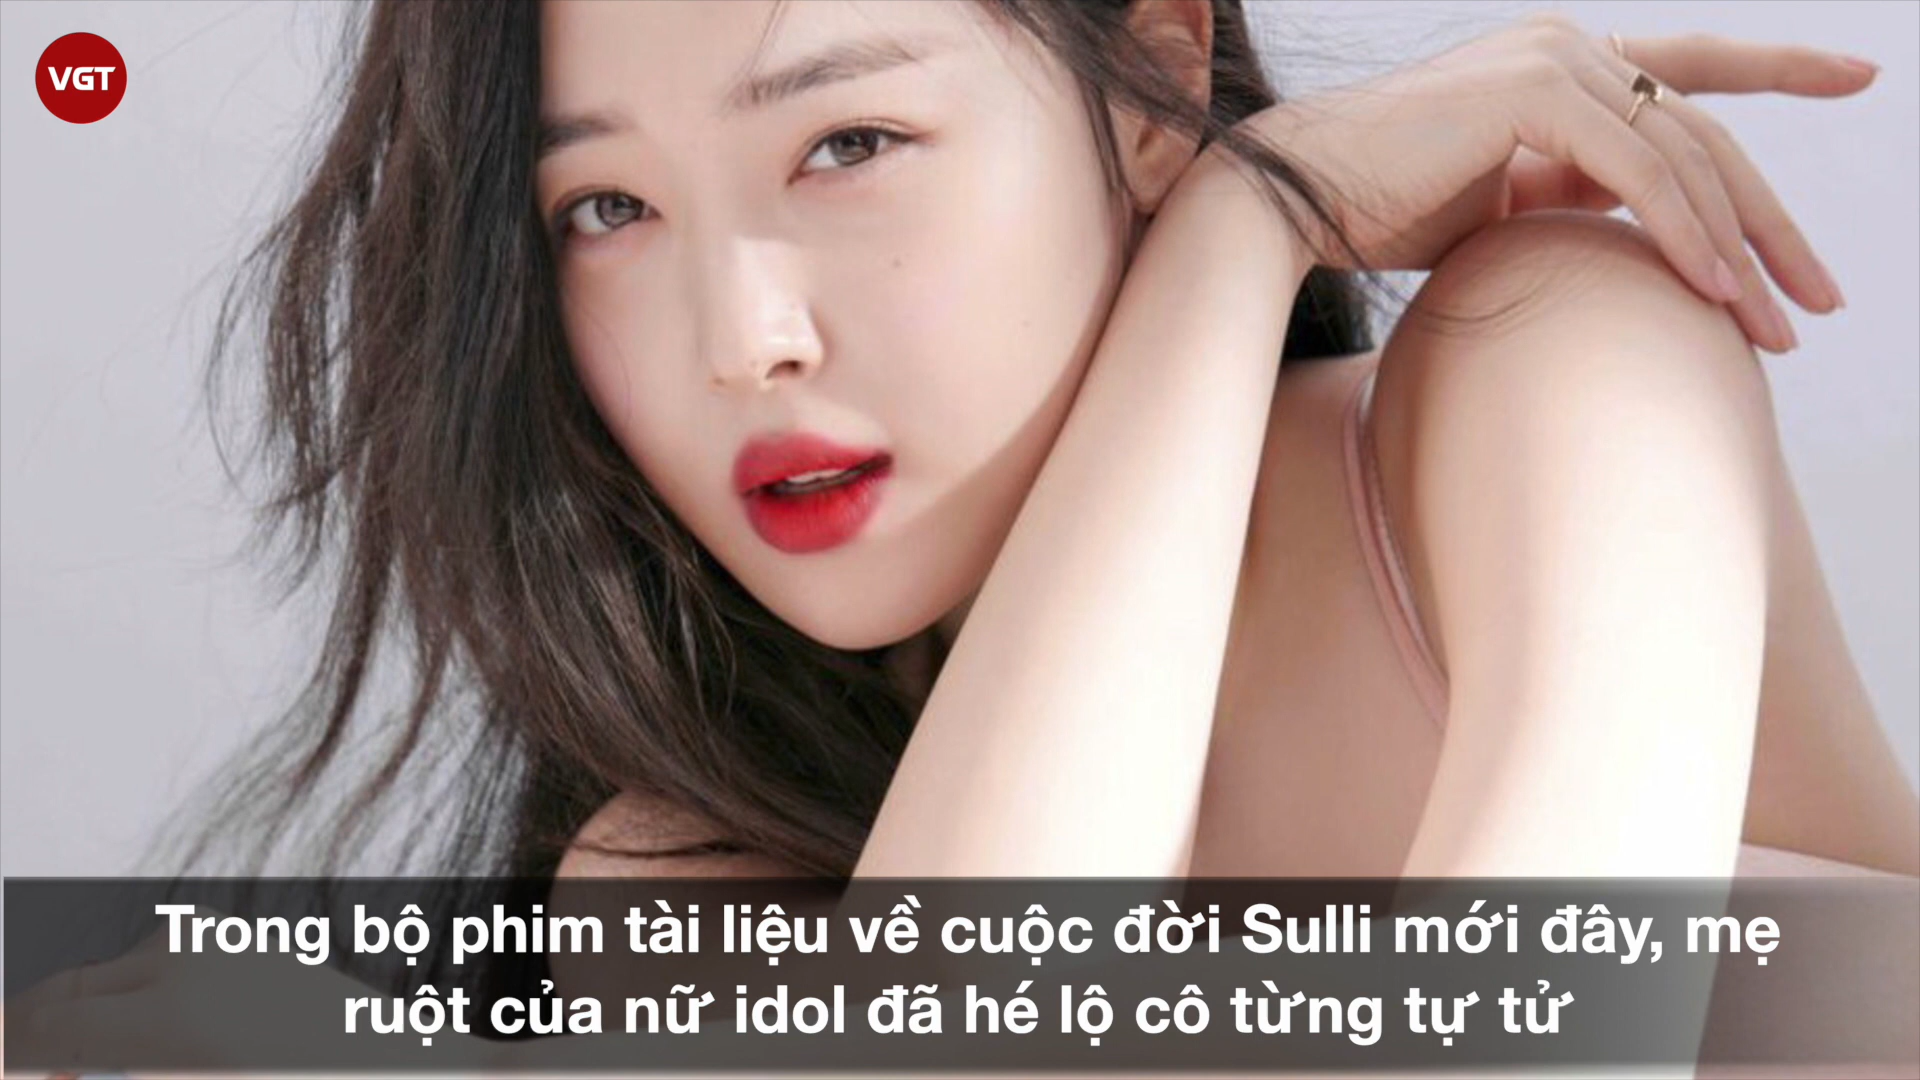 VGT
Trong bộ phim tài liệu về cuộc đời Sulli mới đây, mẹ
ruột của nữ idol đã hé lộ cô từng tự tử